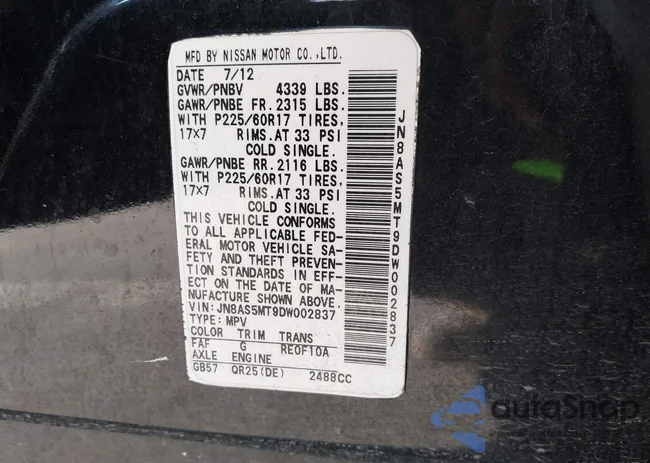 MFD BY NISSAN MOTOR CO.,LTD.
DATE 7/12
GVWR/PNBV 4339 LBS.
GAWR/PNBE FR. 2315 LBS.
WITH P225/60R17 TIRES,
17X7 RIMS.AT 33 PSI
COLD SINGLE.
GAWR/PNBE RR. 2116 LBS.
WITH P225/60R17 TIRES,
17X7 RIMS.AT 33 PSI
COLD SINGLE.
THIS VEHICLE CONFORMS
TO ALL APPLICABLE FED-
ERAL MOTOR VEHICLE SA-
FETY AND THEFT PREVEN-
TION STANDARDS IN EFF-
ECT ON THE DATE OF MA-
NUFACTURE SHOWN ABOVE.
VIN: JN8AS5MT9DW002837
TYPE: MPV
COLOR TRIM TRANS
FAF G RE0F10A
AXLE ENGINE
GB57 QR25(DE) 2488CC
JN8AS5MT9DW002837
autoSnap